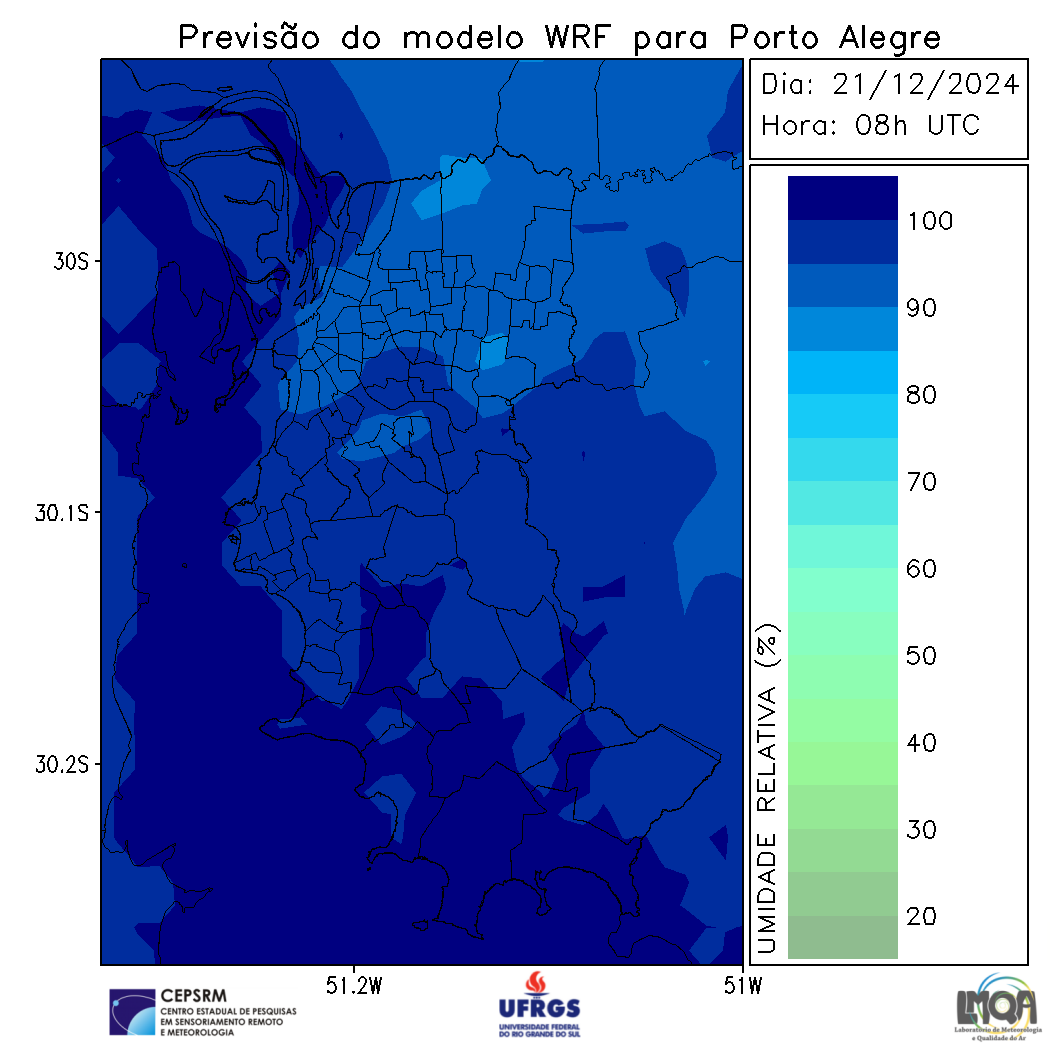 Previsão do modelo WRF para Porto Alegre
Dia: 21/12/2024
Hora: 08h UTC
30S
30.1S
30.2S
51.2W
51W
100
90
80
70
60
50
40
30
20
UMIDADE RELATIVA (%)
CEPSRM
CENTRO ESTADUAL DE PESQUISAS
EM SENSORIAMENTO REMOTO
E METEOROLOGIA
UFRGS
UNIVERSIDADE FEDERAL
DO RIO GRANDE DO SUL
LMQA
Laboratório de Meteorologia
e Qualidade do Ar